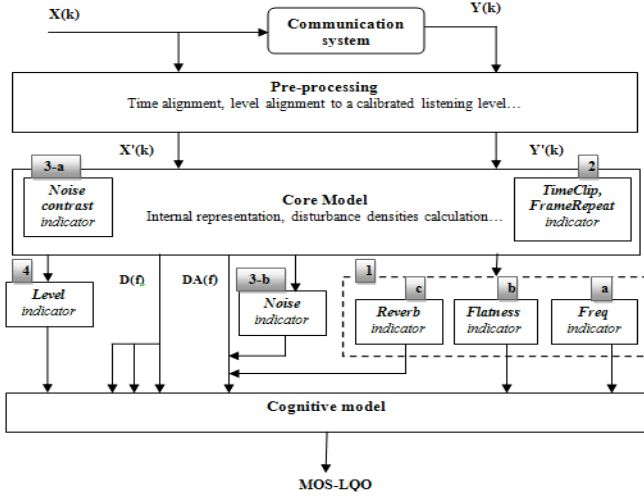 X(k)
Y(k)
Communication
system
Pre-processing
Time alignment, level alignment to a calibrated listening level…
X'(k)
Y'(k)
3-a
2
Noise
contrast
indicator
Core Model
Internal representation, disturbance densities calculation…
TimeClip,
FrameRepeat
indicator
4
Level
indicator
D(f)
DA(f)
3-b
Noise
indicator
1
c
Reverb
indicator
b
Flatness
indicator
a
Freq
indicator
Cognitive model
MOS-LQO